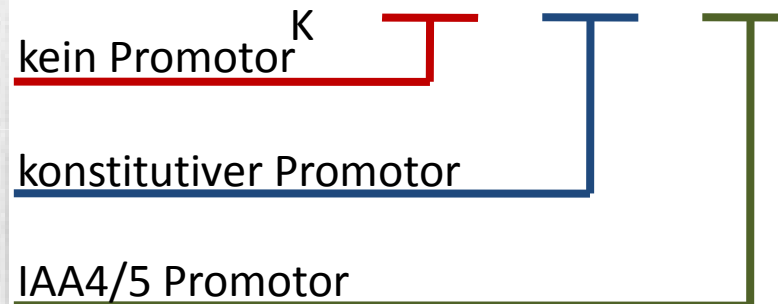 K
kein Promotor
konstitutiver Promotor
IAA4/5 Promotor